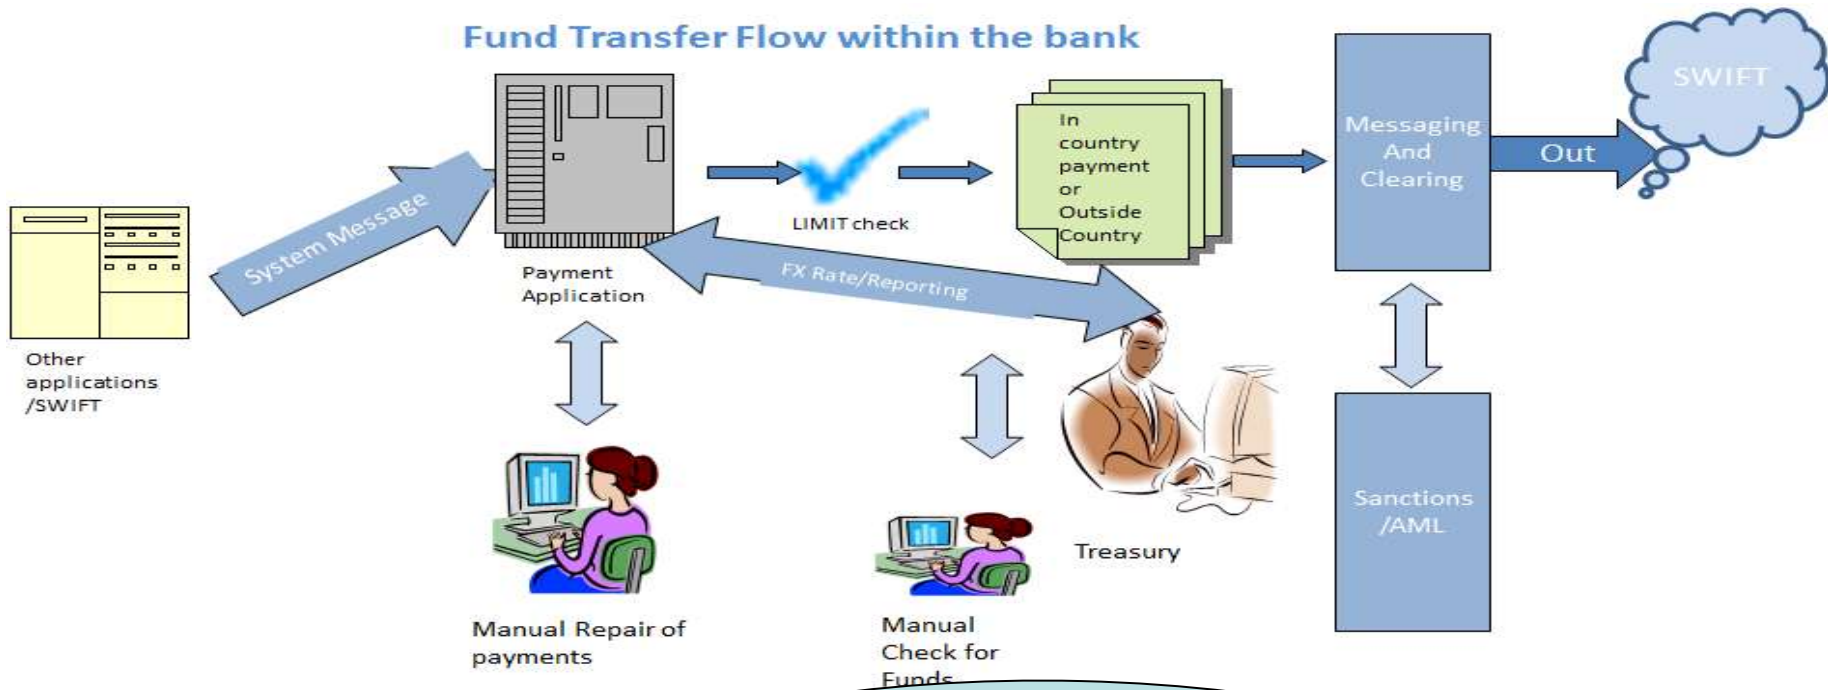 Fund Transfer Flow within the bank
SWIFT
In
country
payment
or
Outside
Country
Messaging
And
Clearing
Out
System Message
LIMIT check
Payment
Application
FX Rate/Reporting
Other
applications
/SWIFT
Sanctions
/AML
Treasury
Manual Repair of
payments
Manual
Check for
Funds